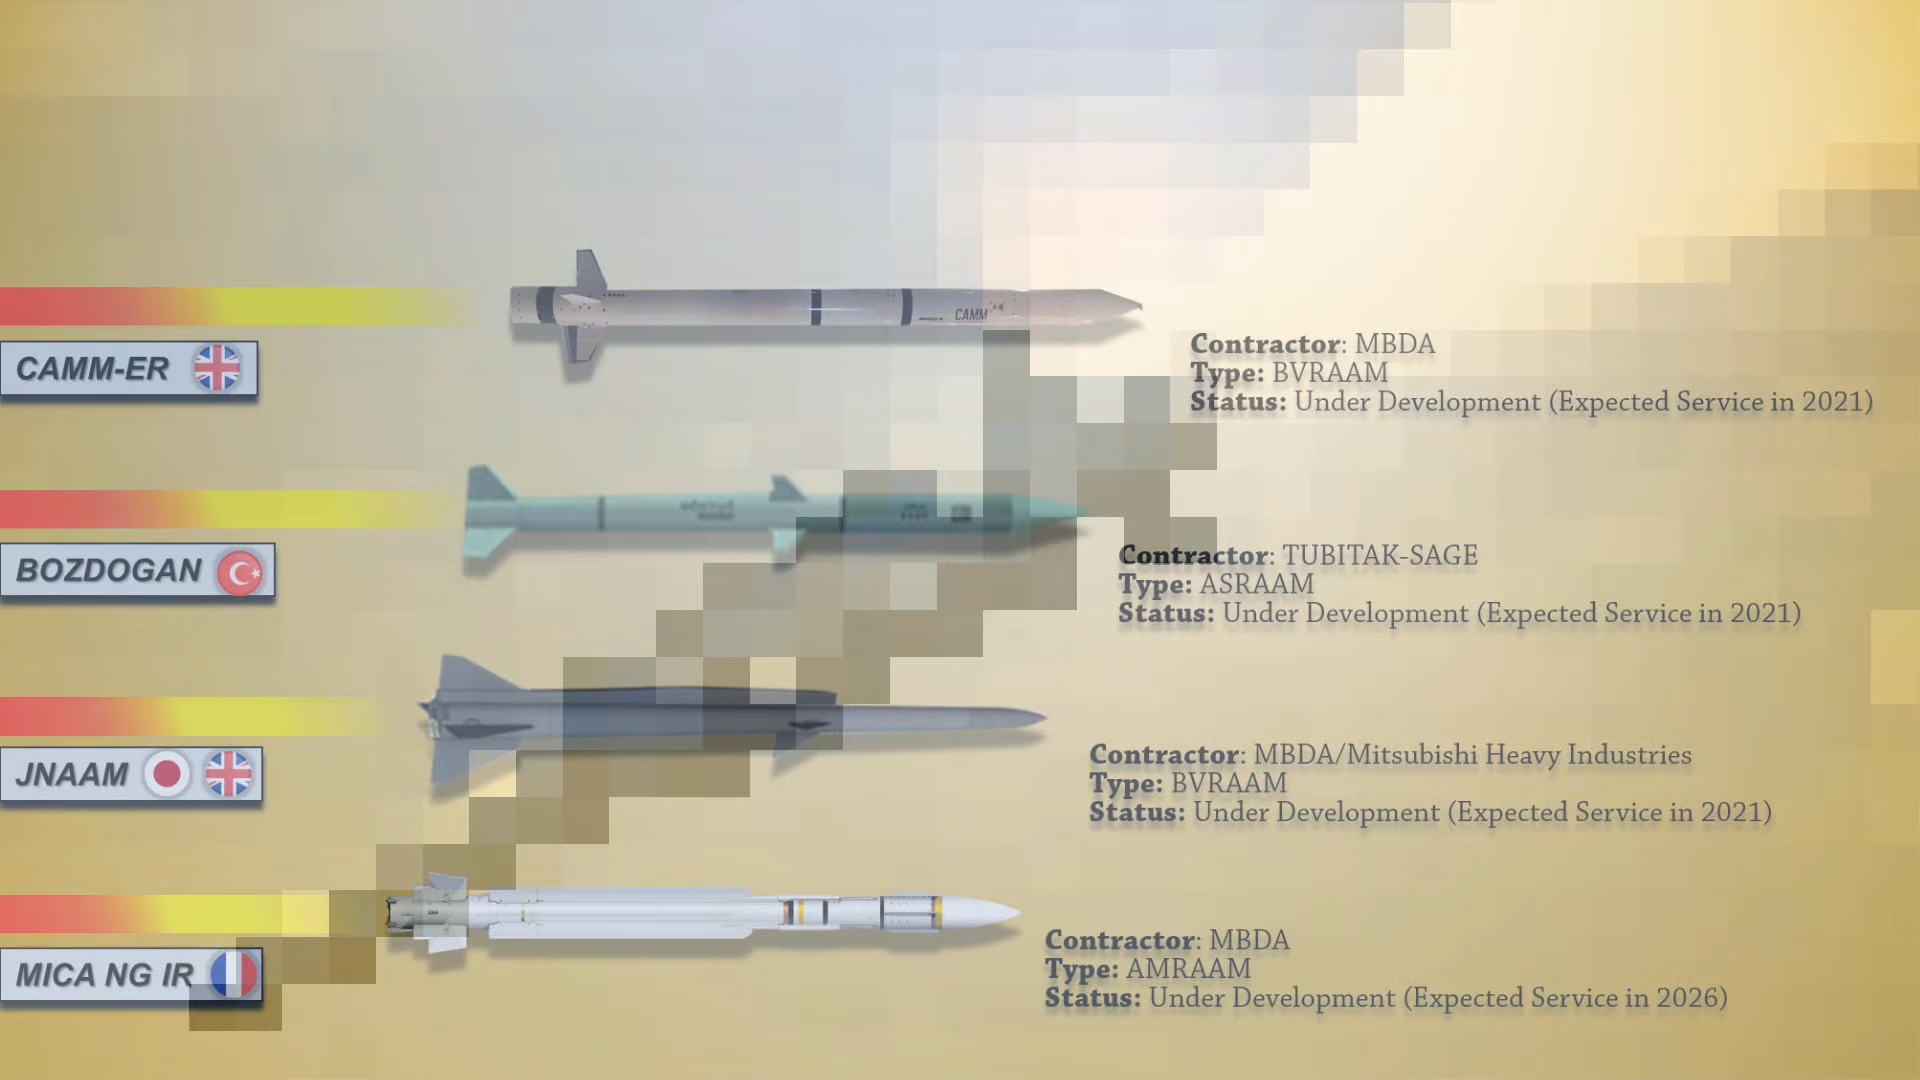 MBDA CAMM
CAMM-ER
Contractor: MBDA
Type: BVRAAM
Status: Under Development (Expected Service in 2021)
BOZDOGAN
Contractor: TUBITAK-SAGE
Type: ASRAAM
Status: Under Development (Expected Service in 2021)
JNAAM
Contractor: MBDA/Mitsubishi Heavy Industries
Type: BVRAAM
Status: Under Development (Expected Service in 2021)
MICA NG IR
Contractor: MBDA
Type: AMRAAM
Status: Under Development (Expected Service in 2026)